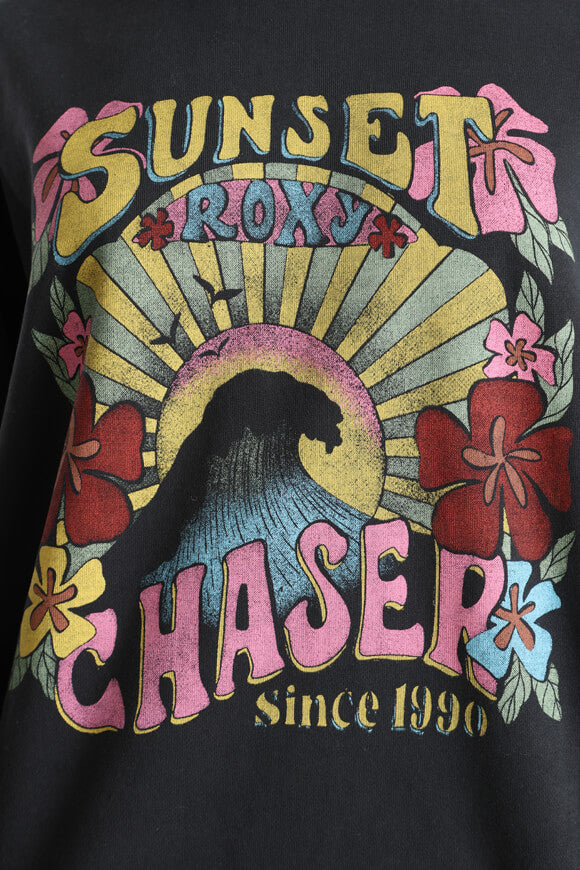 SUNSET
ROXY
CHASER
Since 1990